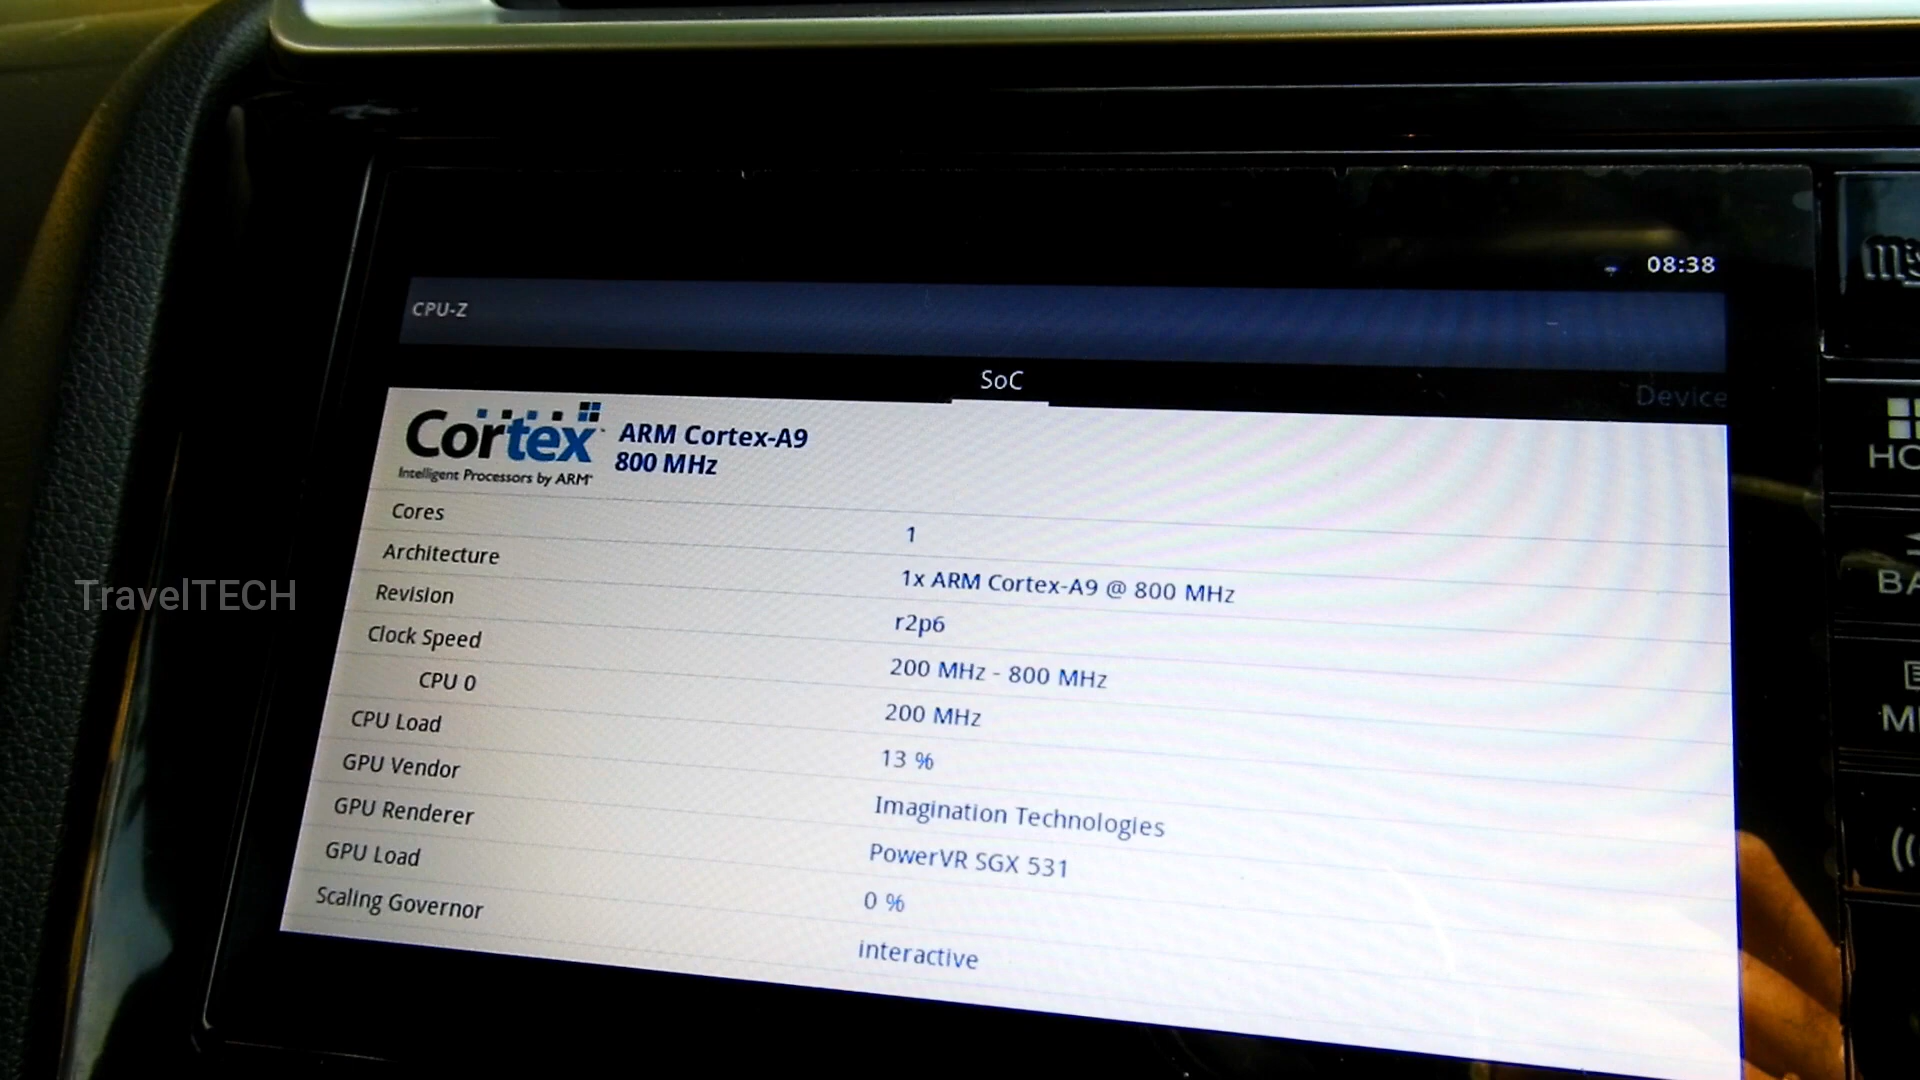 08:38
CPU-Z
SoC
Device
Cortex
Intelligent Processors by ARM
ARM Cortex-A9
800 MHz
Cores 1
Architecture 1x ARM Cortex-A9 @ 800 MHz
Revision r2p6
Clock Speed 200 MHz - 800 MHz
CPU 0 200 MHz
CPU Load 13 %
GPU Vendor Imagination Technologies
GPU Renderer PowerVR SGX 531
GPU Load 0 %
Scaling Governor interactive
TravelTECH